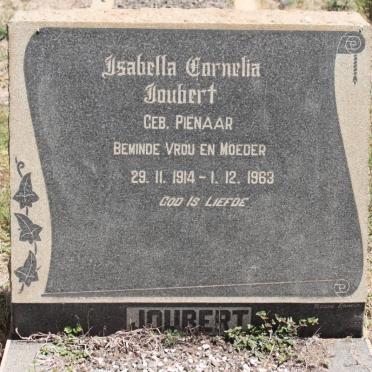 Isabella Cornelia
Joubert
GEB. PIENAAR
BEMINDE VROU EN MOEDER
29. 11. 1914 - 1. 12. 1963
GOD IS LIEFDE
JOUBERT